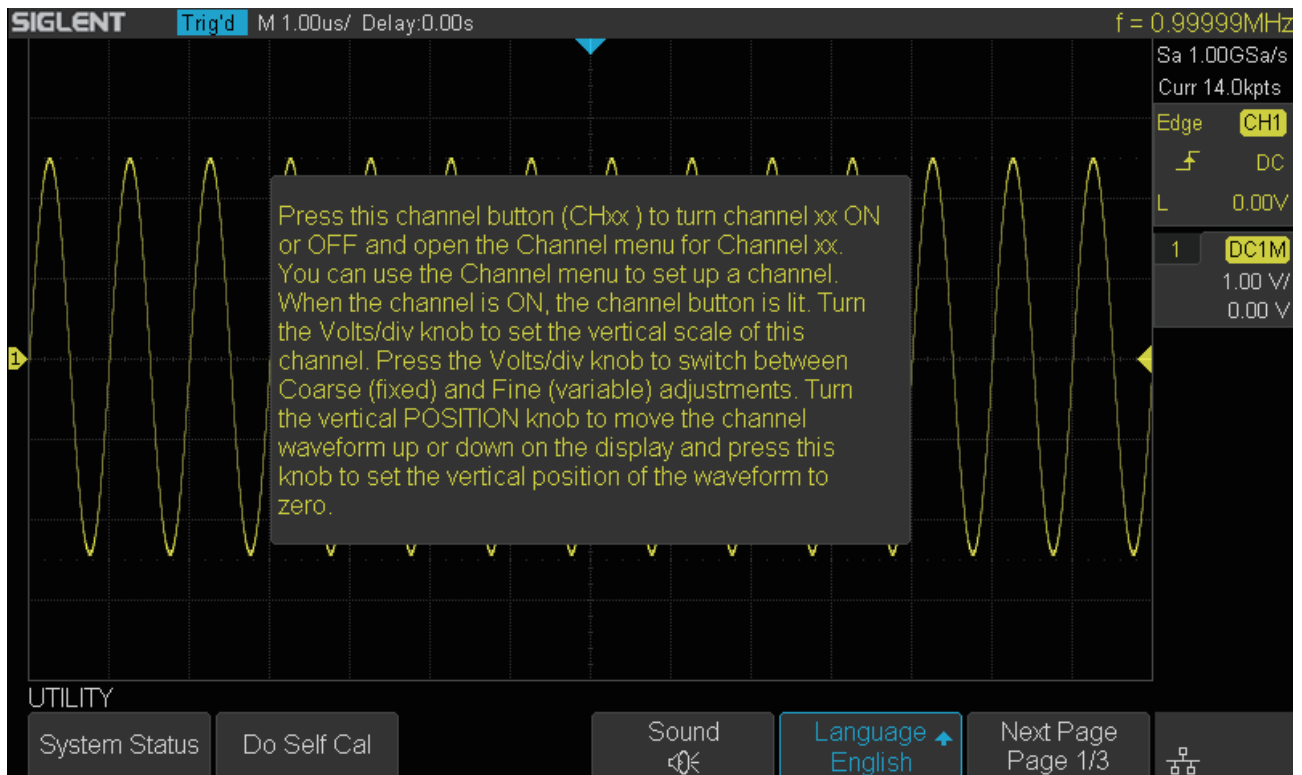 SIGLENT Trig'd M 1.00us/ Delay:0.00s f = 0.99999MHz
Sa 1.00GSa/s
Curr 14.0kpts
Edge CH1
DC
L 0.00V
1 DC1M
1.00 V/
0.00 V
1
Press this channel button (CHxx ) to turn channel xx ON
or OFF and open the Channel menu for Channel xx.
You can use the Channel menu to set up a channel.
When the channel is ON, the channel button is lit. Turn
the Volts/div knob to set the vertical scale of this
channel. Press the Volts/div knob to switch between
Coarse (fixed) and Fine (variable) adjustments. Turn
the vertical POSITION knob to move the channel
waveform up or down on the display and press this
knob to set the vertical position of the waveform to
zero.
UTILITY
System Status
Do Self Cal
Sound
Language
English
Next Page
Page 1/3